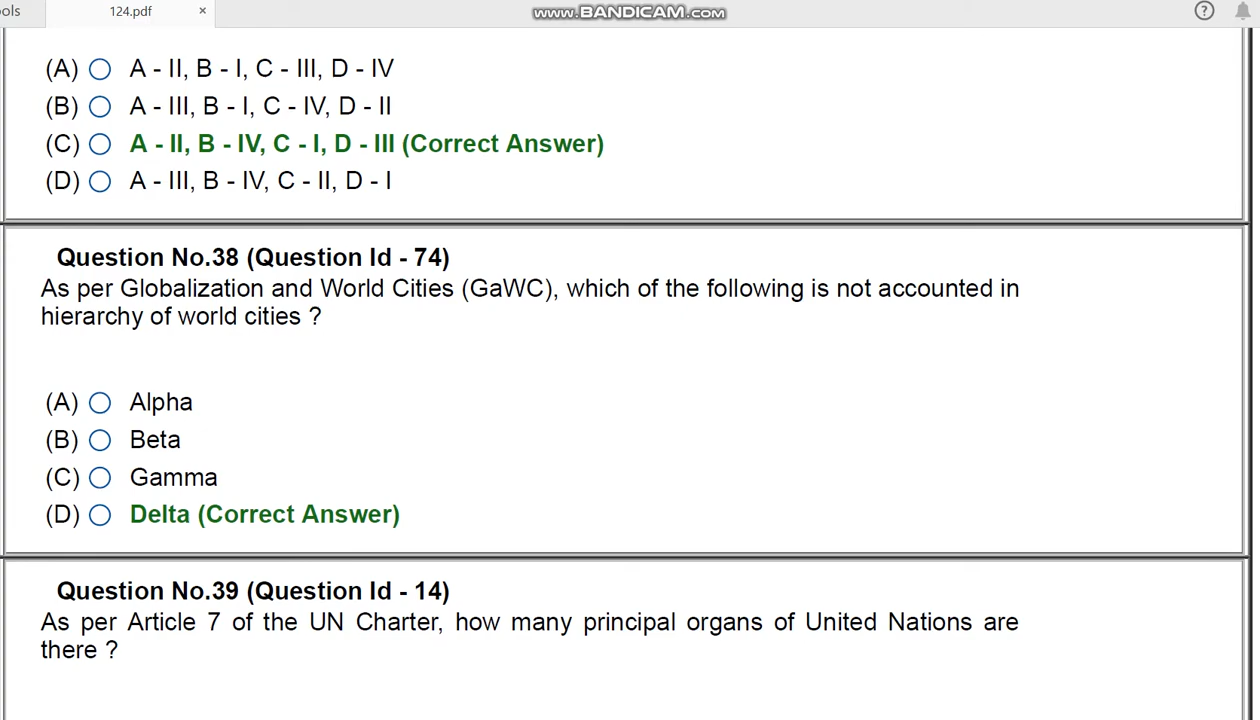 ools 124.pdf × www.BANDICAM.com ?
(A) A - II, B - I, C - III, D - IV
(B) A - III, B - I, C - IV, D - II
(C) A - II, B - IV, C - I, D - III (Correct Answer)
(D) A - III, B - IV, C - II, D - I
Question No.38 (Question Id - 74)
As per Globalization and World Cities (GaWC), which of the following is not accounted in
hierarchy of world cities ?
(A) Alpha
(B) Beta
(C) Gamma
(D) Delta (Correct Answer)
Question No.39 (Question Id - 14)
As per Article 7 of the UN Charter, how many principal organs of United Nations are
there ?